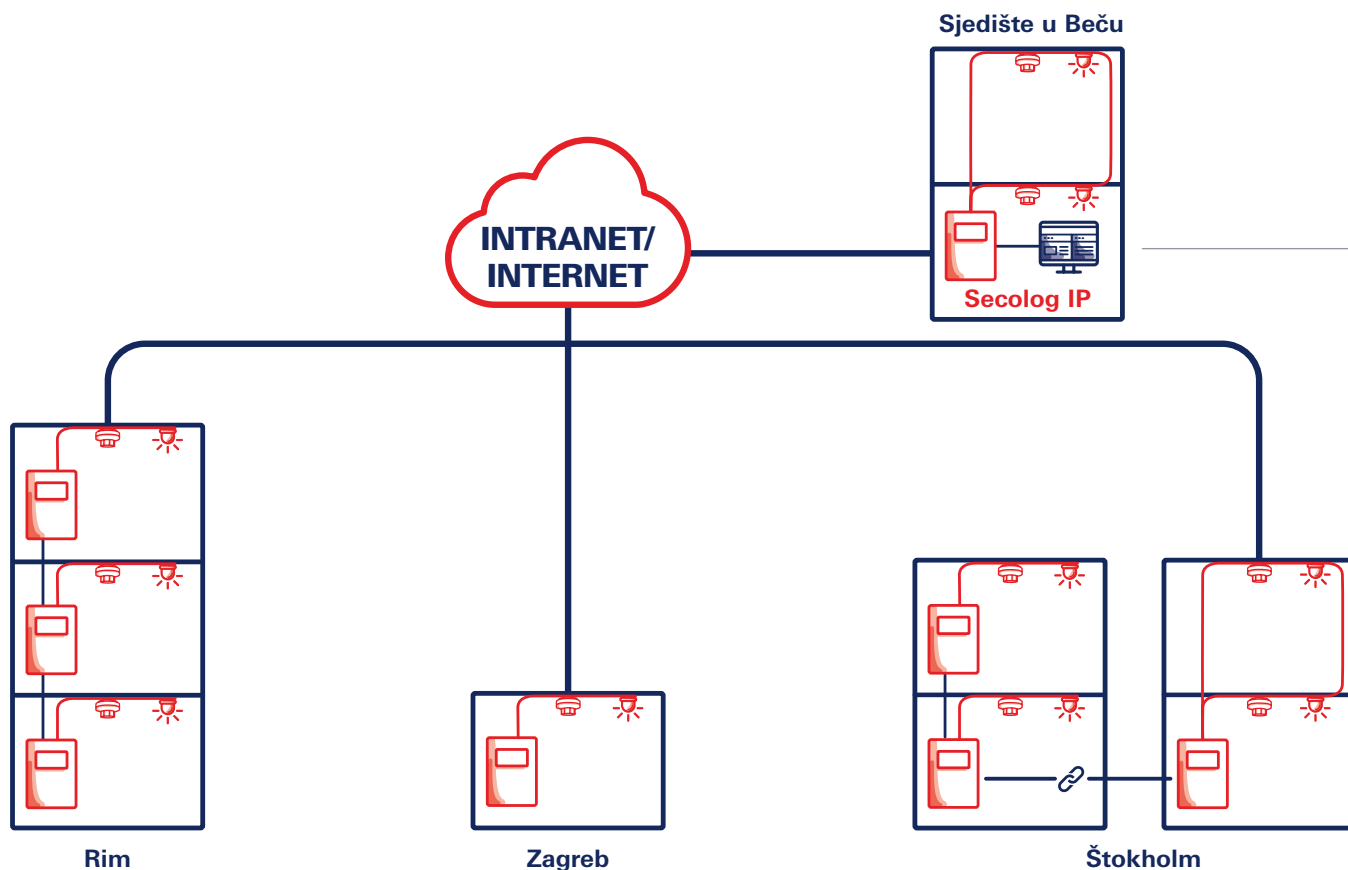 Sjedište u Beču
INTRANET/
INTERNET
Secolog IP
Rim
Zagreb
Štokholm